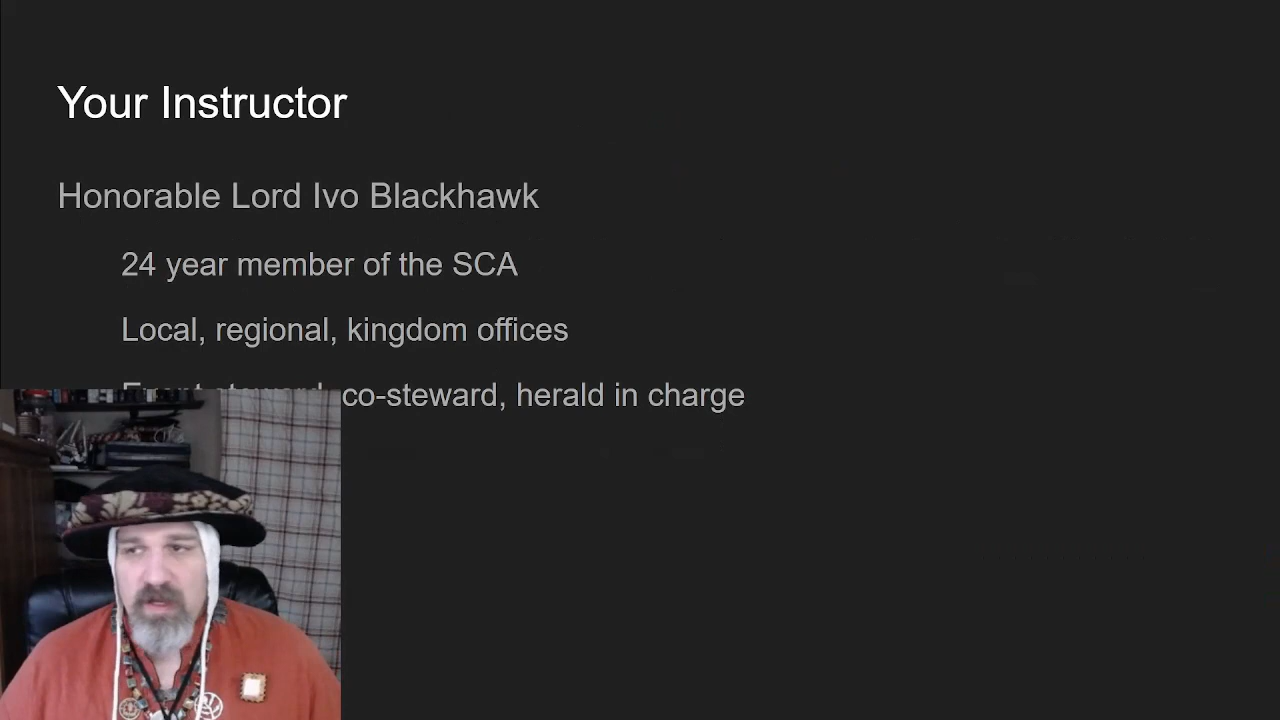 Your Instructor
Honorable Lord Ivo Blackhawk
24 year member of the SCA
Local, regional, kingdom offices
co-steward, herald in charge